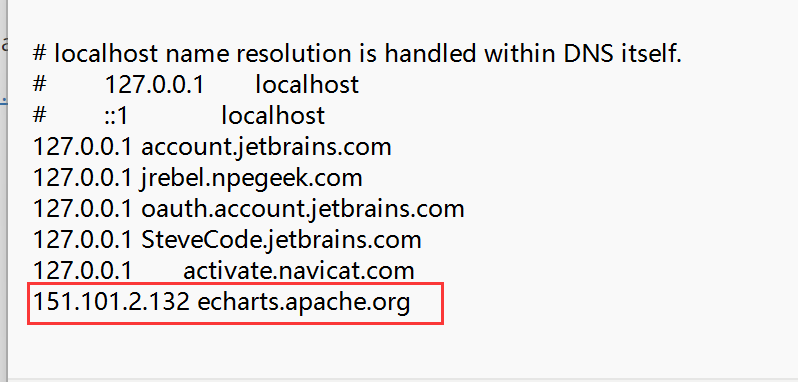 # localhost name resolution is handled within DNS itself.
#        127.0.0.1       localhost
#        ::1             localhost
127.0.0.1 account.jetbrains.com
127.0.0.1 jrebel.npegeek.com
127.0.0.1 oauth.account.jetbrains.com
127.0.0.1 SteveCode.jetbrains.com
127.0.0.1       activate.navicat.com
151.101.2.132 echarts.apache.org